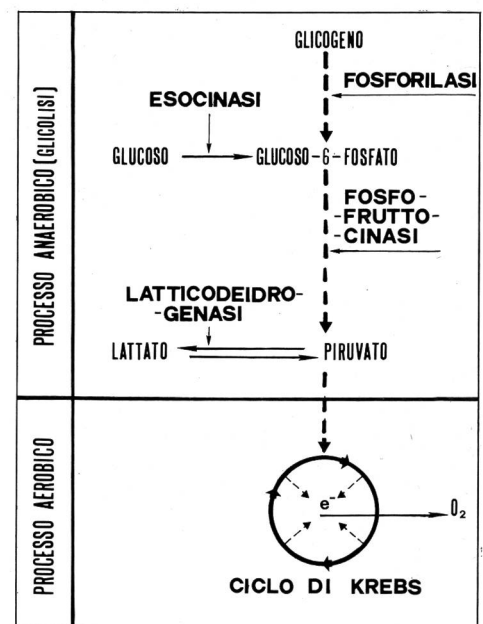 GLICOGENO
FOSFORILASI
ESOCINASI
GLUCOSO
GLUCOSO-6-FOSFATO
FOSFO-
-FRUTTO-
CINASI
LATTICODEIDRO-
-GENASI
LATTATO
PIRUVATO
PROCESSO ANAEROBICO (GLICOLISI)
e⁻
O₂
CICLO DI KREBS
PROCESSO AEROBICO